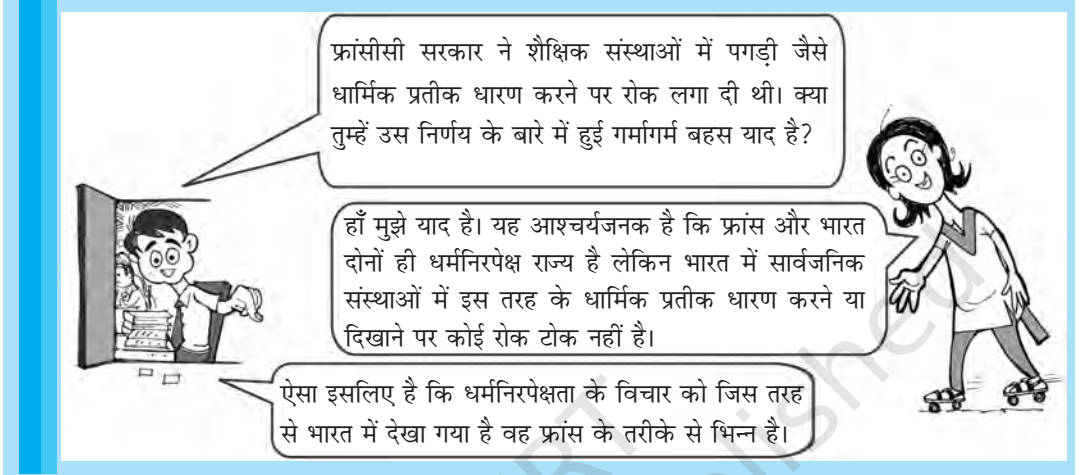 फ्रांसीसी सरकार ने शैक्षिक संस्थाओं में पगड़ी जैसे
धार्मिक प्रतीक धारण करने पर रोक लगा दी थी। क्या
तुम्हें उस निर्णय के बारे में हुई गर्मागर्म बहस याद है?
हाँ मुझे याद है। यह आश्चर्यजनक है कि फ्रांस और भारत
दोनों ही धर्मनिरपेक्ष राज्य है लेकिन भारत में सार्वजनिक
संस्थाओं में इस तरह के धार्मिक प्रतीक धारण करने या
दिखाने पर कोई रोक टोक नहीं है।
ऐसा इसलिए है कि धर्मनिरपेक्षता के विचार को जिस तरह
से भारत में देखा गया है वह फ्रांस के तरीके से भिन्न है।